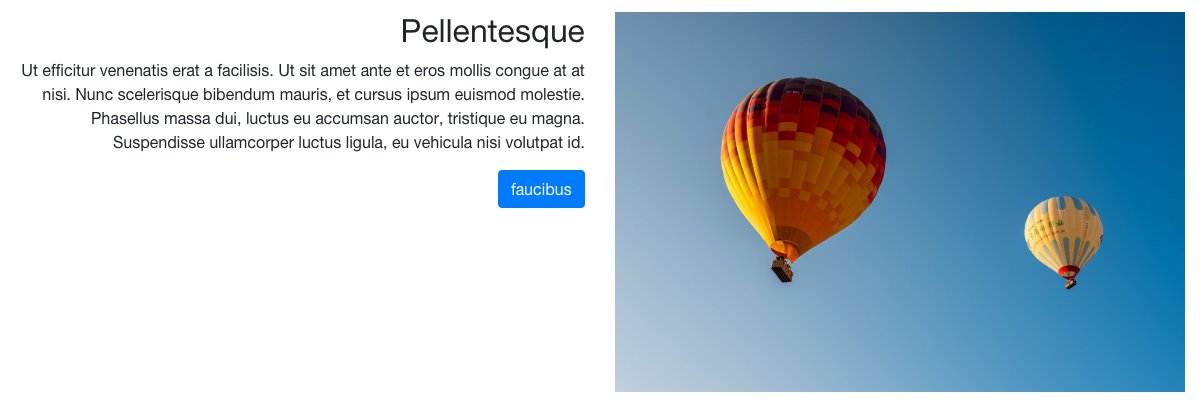 Pellentesque
Ut efficitur venenatis erat a facilisis. Ut sit amet ante et eros mollis congue at at
nisi. Nunc scelerisque bibendum mauris, et cursus ipsum euismod molestie.
Phasellus massa dui, luctus eu accumsan auctor, tristique eu magna.
Suspendisse ullamcorper luctus ligula, eu vehicula nisi volutpat id.
faucibus